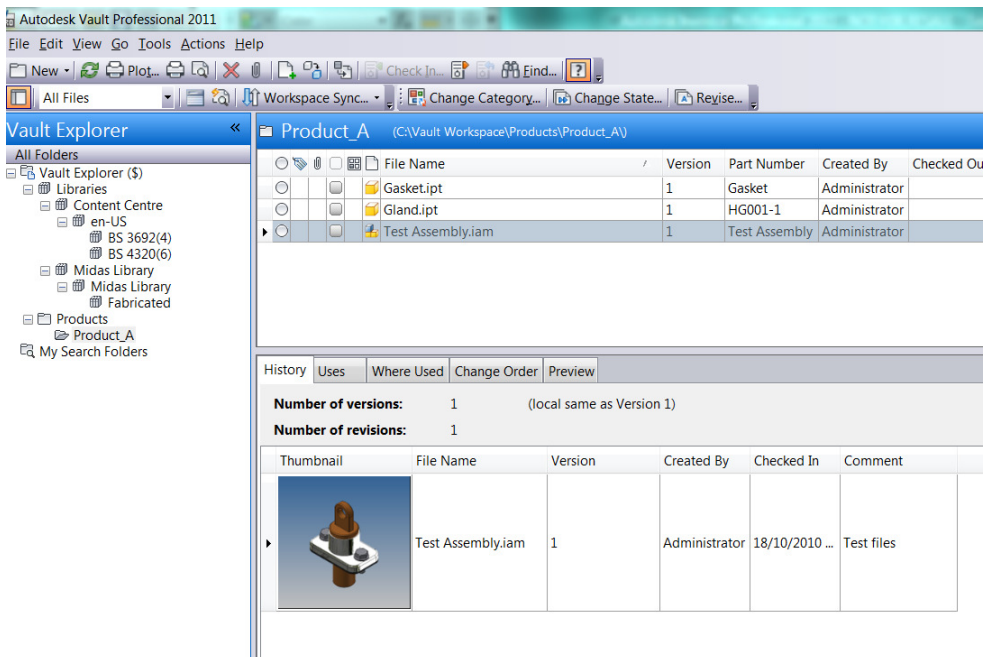 Autodesk Vault Professional 2011
File Edit View Go Tools Actions Help
New Plot... Check In... Find...
All Files Workspace Sync... Change Category... Change State... Revise...
Vault Explorer
All Folders
Vault Explorer ($)
Libraries
Content Centre
en-US
BS 3692(4)
BS 4320(6)
Midas Library
Midas Library
Fabricated
Products
Product_A
My Search Folders
Product_A (C:\Vault Workspace\Products\Product_A\)
File Name Version Part Number Created By Checked Ou
Gasket.ipt 1 Gasket Administrator
Gland.ipt 1 HG001-1 Administrator
Test Assembly.iam 1 Test Assembly Administrator
History Uses Where Used Change Order Preview
Number of versions: 1 (local same as Version 1)
Number of revisions: 1
Thumbnail File Name Version Created By Checked In Comment
Test Assembly.iam 1 Administrator 18/10/2010 ... Test files